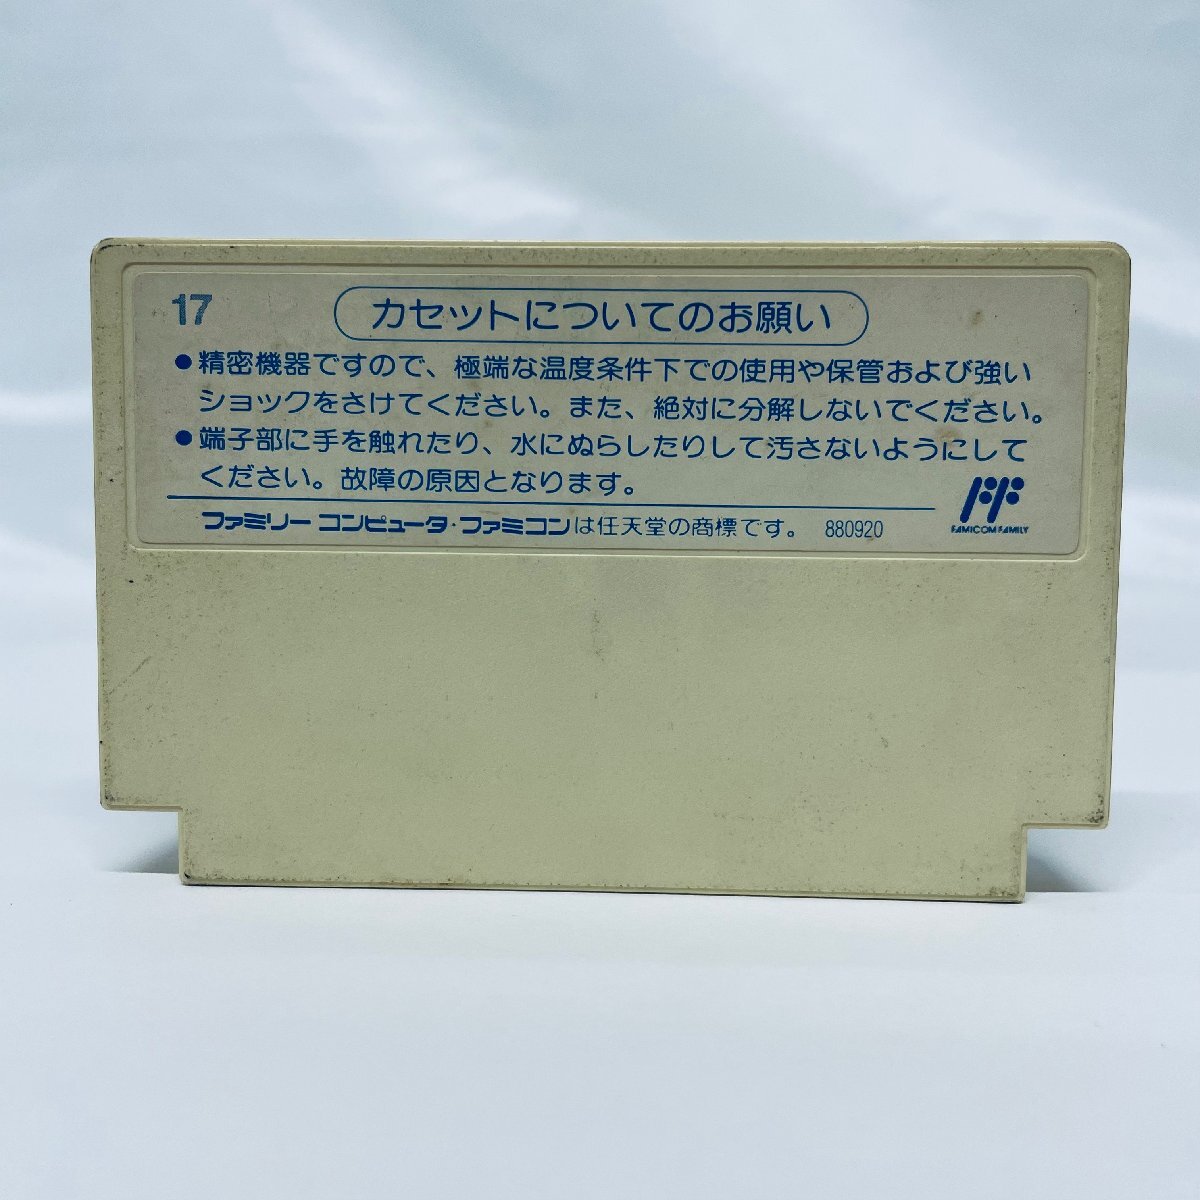 17
カセットについてのお願い
●精密機器ですので、極端な温度条件下での使用や保管および強い
ショックをさけてください。また、絶対に分解しないでください。
●端子部に手を触れたり、水にぬらしたりして汚さないようにして
ください。故障の原因となります。
FF
FAMICOM FAMILY
ファミリーコンピュータ・ファミコンは任天堂の商標です。 880920